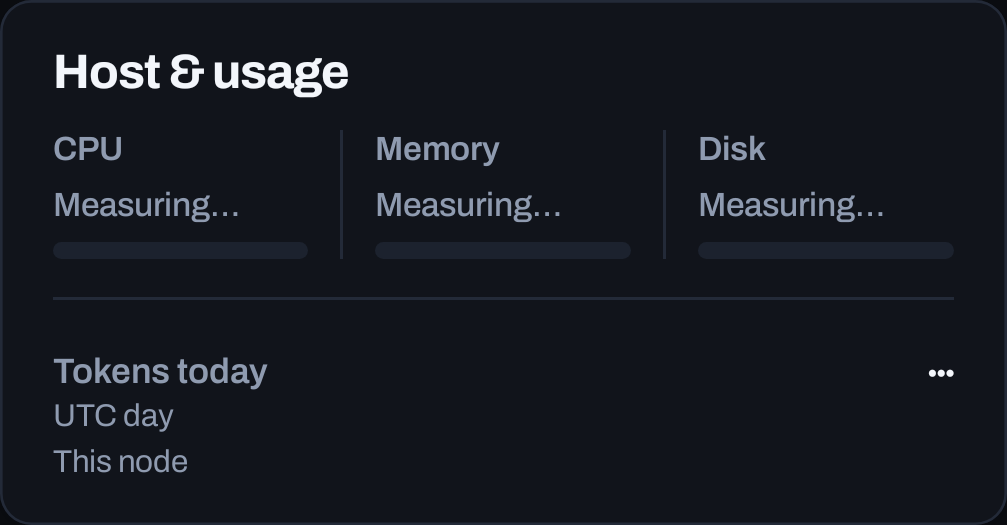 Host & usage
CPU
Memory
Disk
Measuring...
Measuring...
Measuring...
Tokens today
•••
UTC day
This node